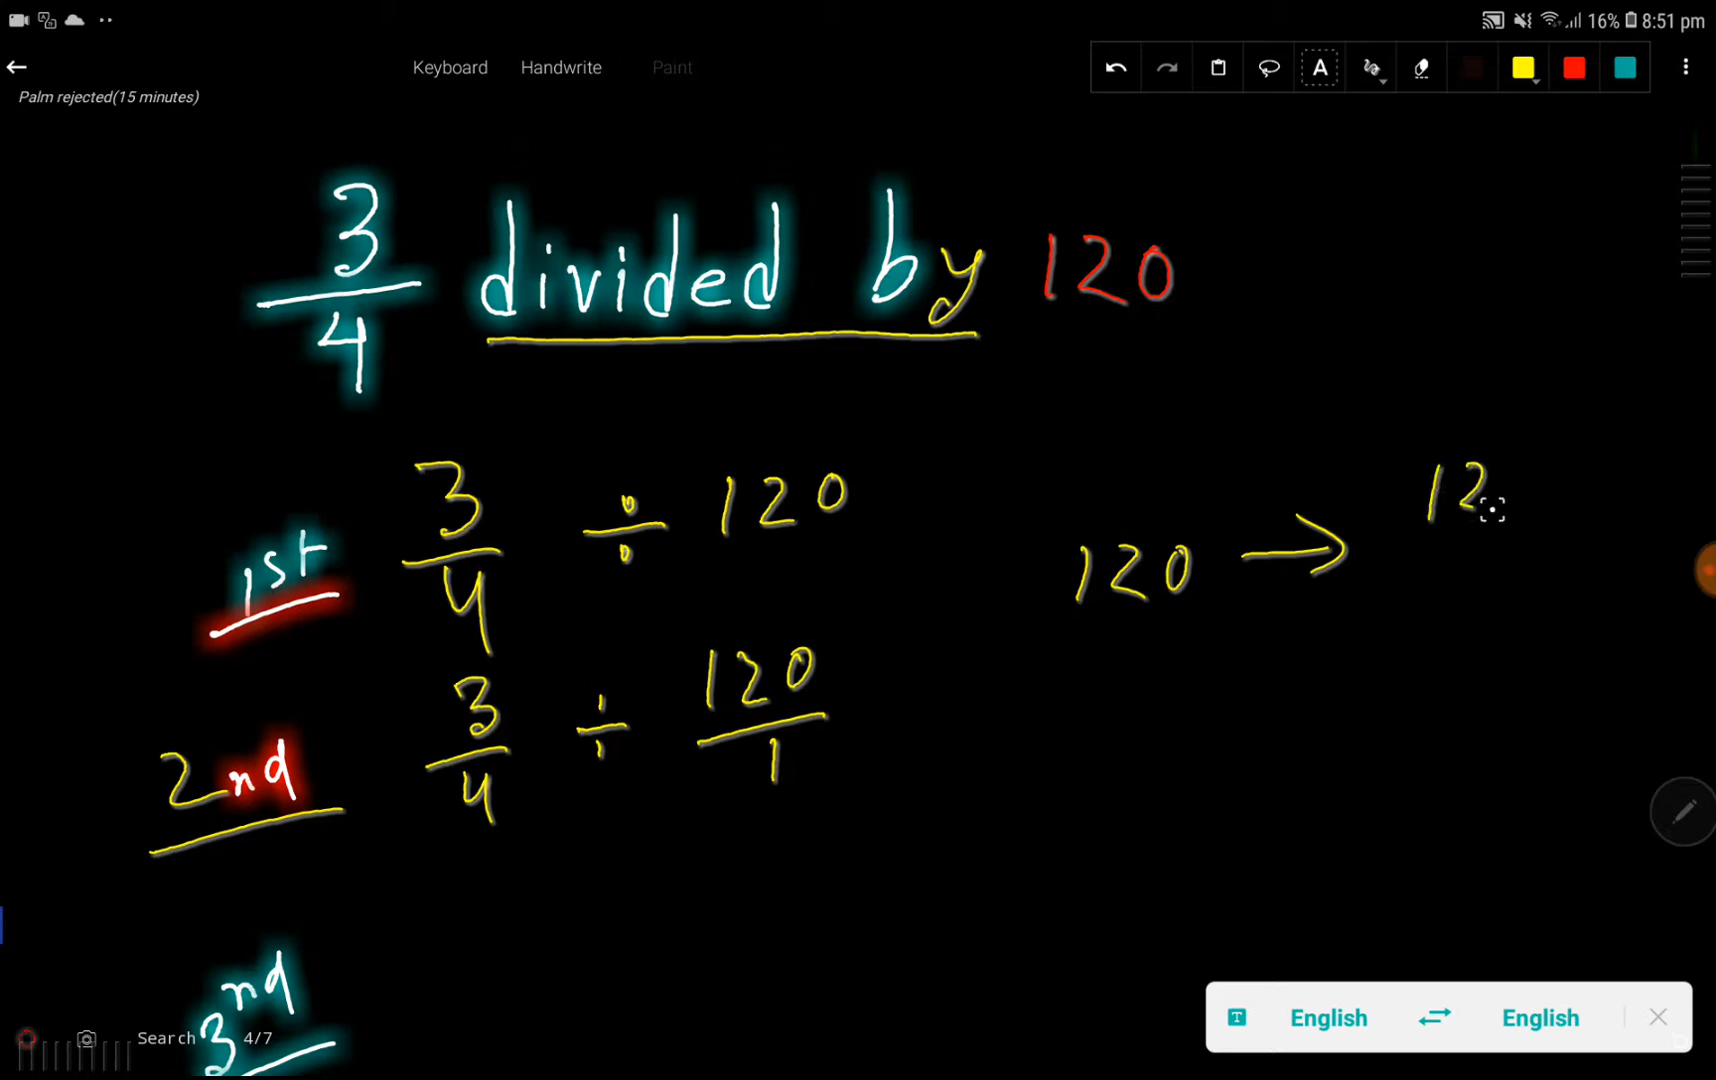 16% 8:51 pm
Keyboard Handwrite Paint
A
Palm rejected(15 minutes)
3/4 divided by 120
1st 3/4 ÷ 120
120 → 12
2nd 3/4 ÷ 120/1
3nd
Search 4/7
T English English